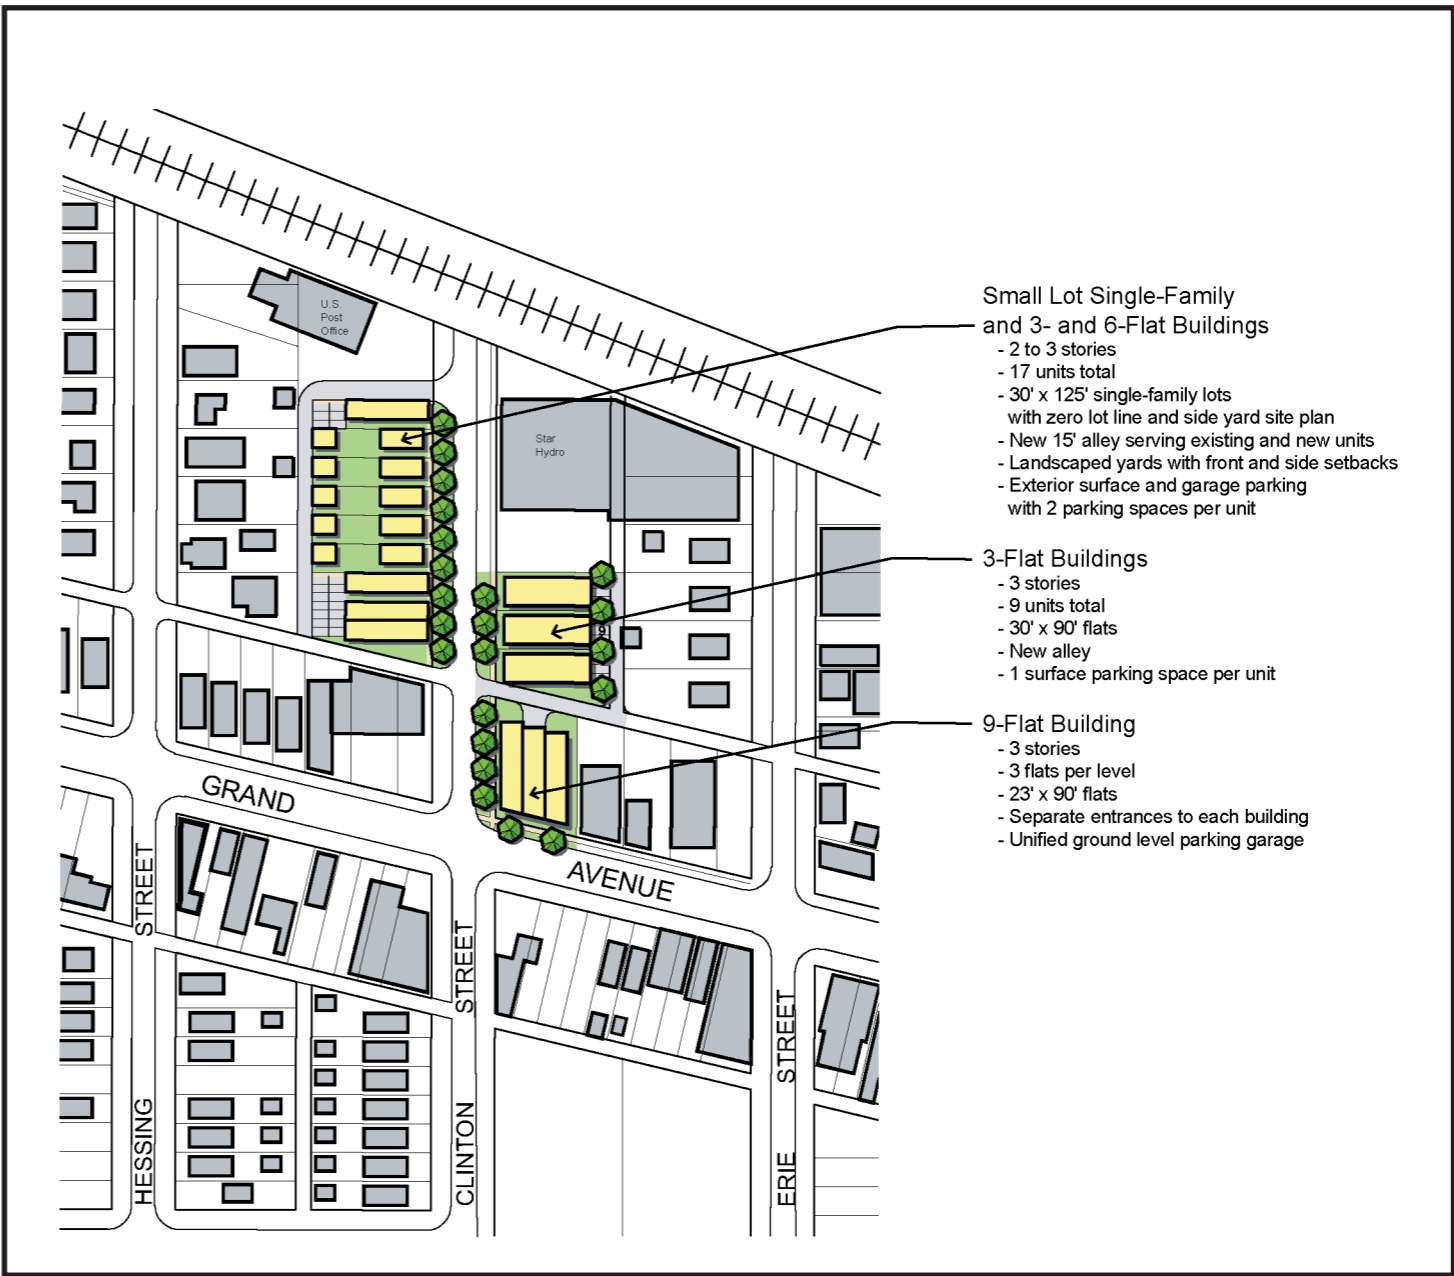 U.S.
Post
Office
Star
Hydro
Small Lot Single-Family
and 3- and 6-Flat Buildings
- 2 to 3 stories
- 17 units total
- 30' x 125' single-family lots
with zero lot line and side yard site plan
- New 15' alley serving existing and new units
- Landscaped yards with front and side setbacks
- Exterior surface and garage parking
with 2 parking spaces per unit
3-Flat Buildings
- 3 stories
- 9 units total
- 30' x 90' flats
- New alley
- 1 surface parking space per unit
9
9-Flat Building
- 3 stories
- 3 flats per level
- 23' x 90' flats
- Separate entrances to each building
- Unified ground level parking garage
GRAND
AVENUE
HESSING STREET
CLINTON STREET
ERIE STREET